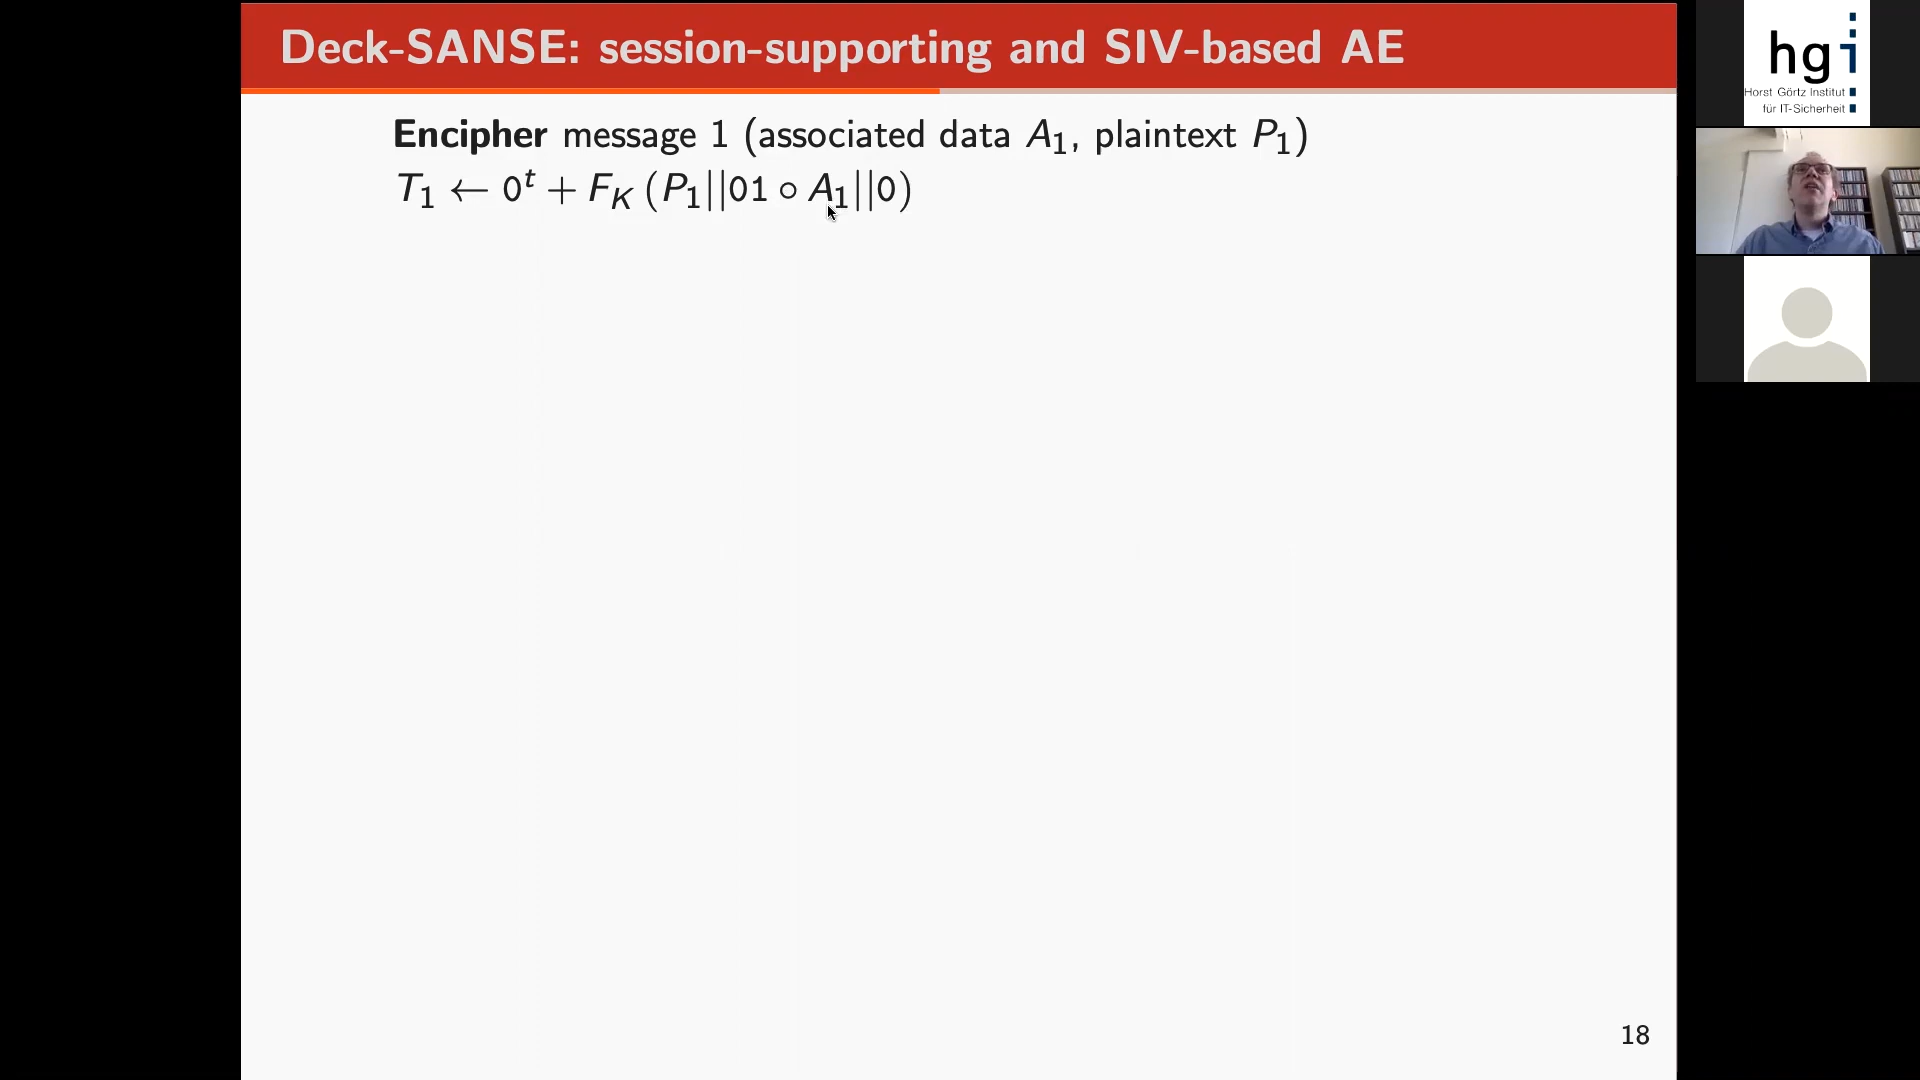 Deck-SANSE: session-supporting and SIV-based AE
Encipher message 1 (associated data A₁, plaintext P₁)
T₁ ← 0ᵗ + F_K (P₁||01 ∘ A₁||0)
18
hgi
Horst Görtz Institut
für IT-Sicherheit